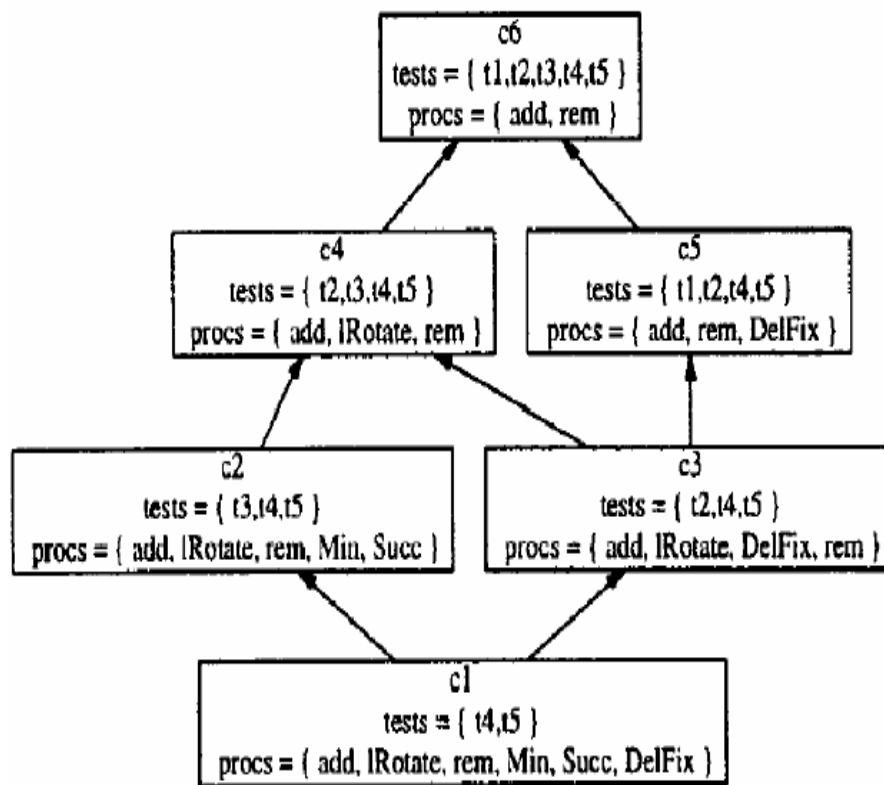 c6
tests = { t1,t2,t3,t4,t5 }
procs = { add, rem }
c4
tests = { t2,t3,t4,t5 }
procs = { add, lRotate, rem }
c5
tests = { t1,t2,t4,t5 }
procs = { add, rem, DelFix }
c2
tests = { t3,t4,t5 }
procs = { add, lRotate, rem, Min, Succ }
c3
tests = { t2,t4,t5 }
procs = { add, lRotate, DelFix, rem }
c1
tests = { t4,t5 }
procs = { add, lRotate, rem, Min, Succ, DelFix }